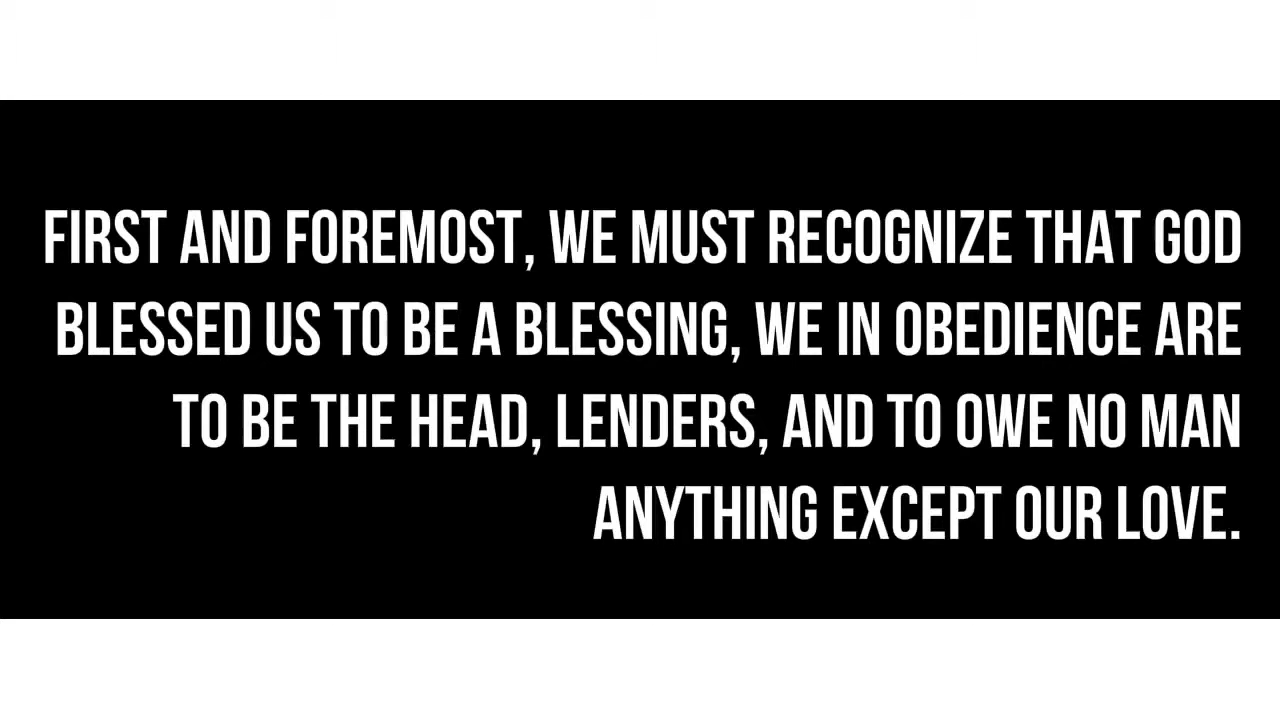 FIRST AND FOREMOST, WE MUST RECOGNIZE THAT GOD
BLESSED US TO BE A BLESSING, WE IN OBEDIENCE ARE
TO BE THE HEAD, LENDERS, AND TO OWE NO MAN
ANYTHING EXCEPT OUR LOVE.